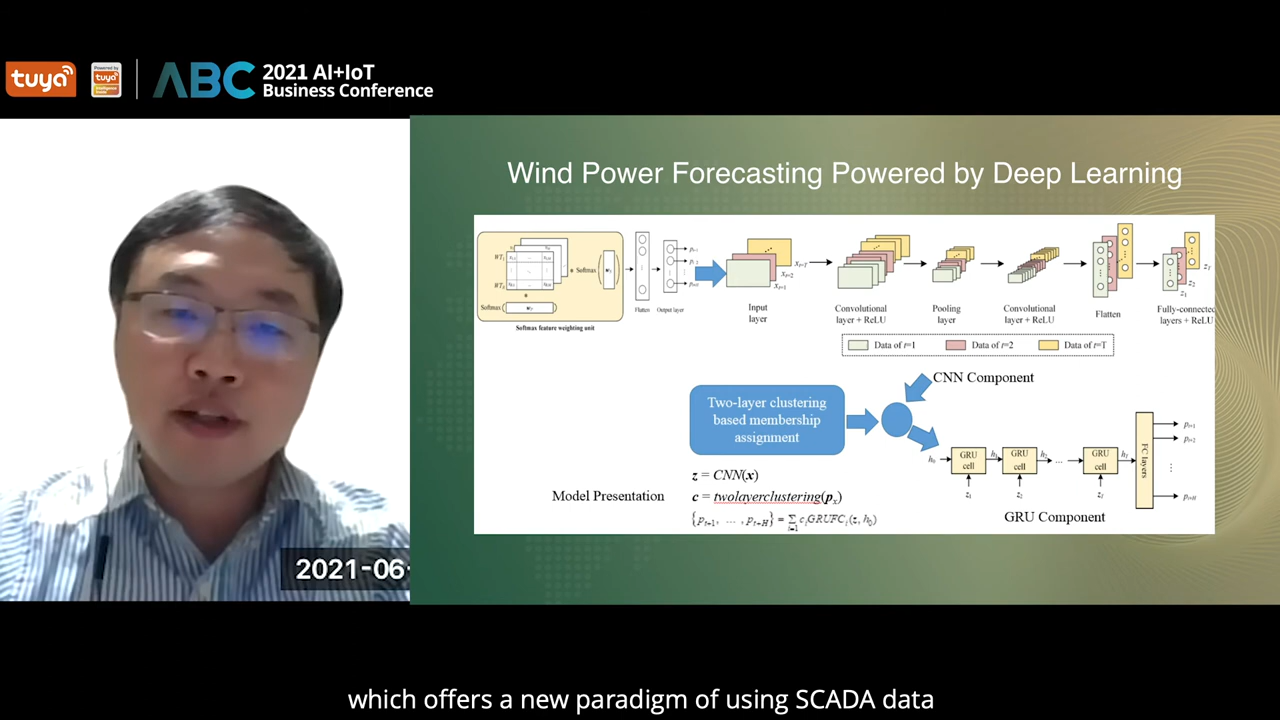 tuya
Powered by
tuya
ABC
2021 AI+IoT
Business Conference
Wind Power Forecasting Powered by Deep Learning
Softmax
Softmax
Softmax feature weighting unit
Flatten
Output layer
Input
layer
Convolutional
layer + ReLU
Pooling
layer
Convolutional
layer + ReLU
Flatten
Fully-connected
layers + ReLU
Data of t=1
Data of t=2
Data of t=T
CNN Component
Two-layer clustering
based membership
assignment
GRU
cell
GRU
cell
...
GRU
cell
FC layers
GRU Component
Model Presentation
z = CNN(x)
c = twolayerclustering(pₓ)
2021-06-
which offers a new paradigm of using SCADA data